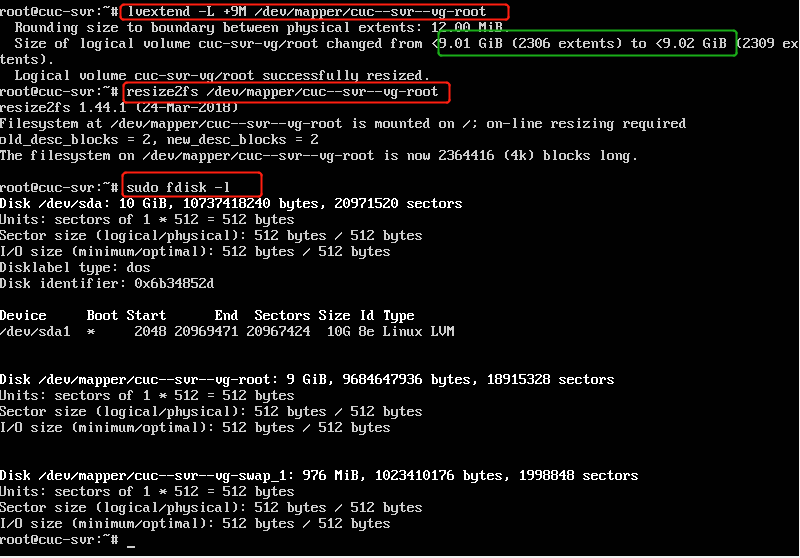 root@cuc-svr:~# lvextend -L +9M /dev/mapper/cuc--svr--vg-root
  Rounding size to boundary between physical extents: 12.00 MiB.
  Size of logical volume cuc-svr-vg/root changed from <9.01 GiB (2306 extents) to <9.02 GiB (2309 ex
tents).
  Logical volume cuc-svr-vg/root successfully resized.
root@cuc-svr:~# resize2fs /dev/mapper/cuc--svr--vg-root
resize2fs 1.44.1 (24-Mar-2018)
Filesystem at /dev/mapper/cuc--svr--vg-root is mounted on /; on-line resizing required
old_desc_blocks = 2, new_desc_blocks = 2
The filesystem on /dev/mapper/cuc--svr--vg-root is now 2364416 (4k) blocks long.

root@cuc-svr:~# sudo fdisk -l
Disk /dev/sda: 10 GiB, 10737418240 bytes, 20971520 sectors
Units: sectors of 1 * 512 = 512 bytes
Sector size (logical/physical): 512 bytes / 512 bytes
I/O size (minimum/optimal): 512 bytes / 512 bytes
Disklabel type: dos
Disk identifier: 0x6b34852d

Device     Boot Start      End  Sectors Size Id Type
/dev/sda1  *     2048 20969471 20967424  10G 8e Linux LVM


Disk /dev/mapper/cuc--svr--vg-root: 9 GiB, 9684647936 bytes, 18915328 sectors
Units: sectors of 1 * 512 = 512 bytes
Sector size (logical/physical): 512 bytes / 512 bytes
I/O size (minimum/optimal): 512 bytes / 512 bytes


Disk /dev/mapper/cuc--svr--vg-swap_1: 976 MiB, 1023410176 bytes, 1998848 sectors
Units: sectors of 1 * 512 = 512 bytes
Sector size (logical/physical): 512 bytes / 512 bytes
I/O size (minimum/optimal): 512 bytes / 512 bytes
root@cuc-svr:~# _